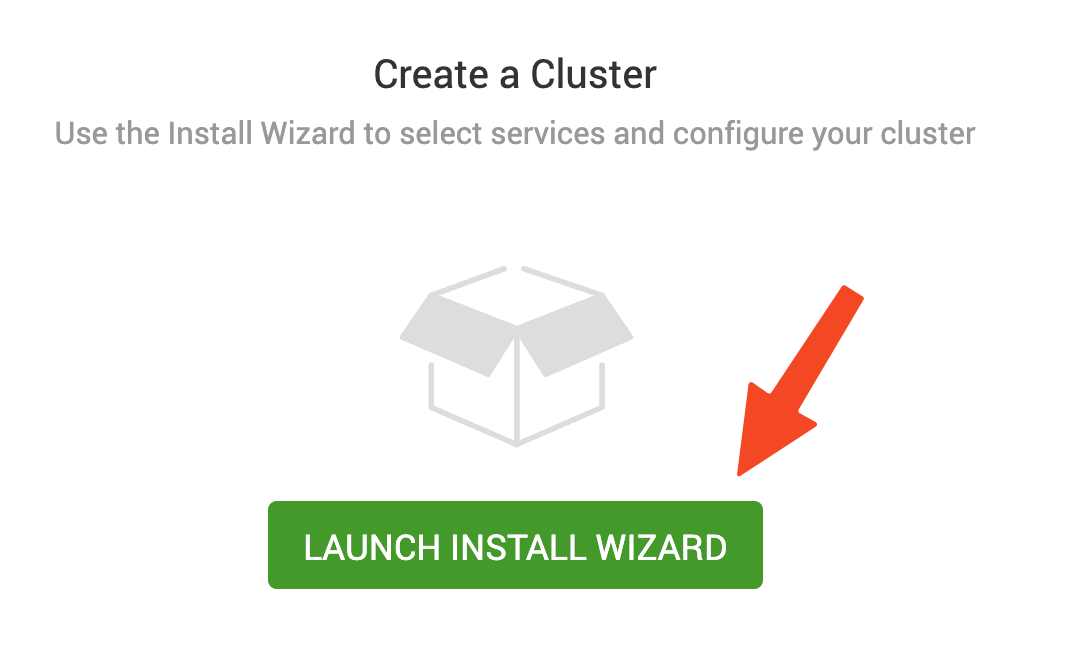 Create a Cluster
Use the Install Wizard to select services and configure your cluster
LAUNCH INSTALL WIZARD